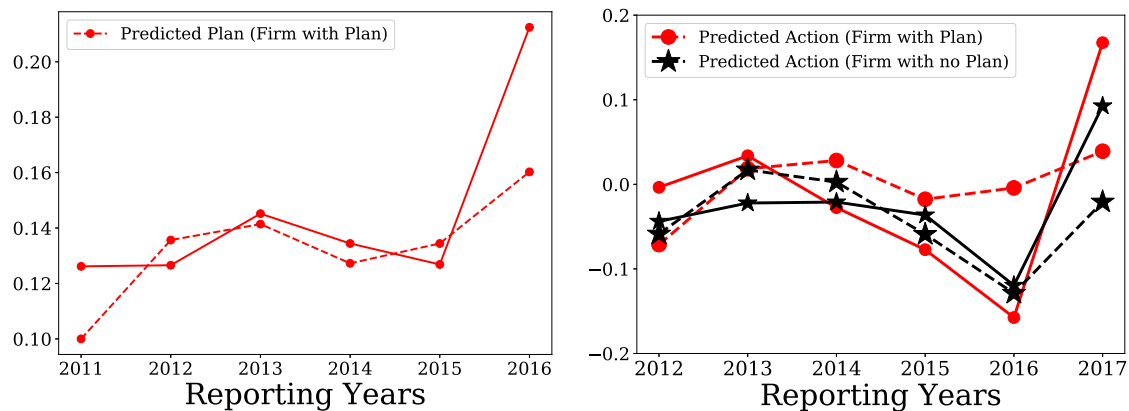 Predicted Plan (Firm with Plan)
0.20
0.18
0.16
0.14
0.12
0.10
2011 2012 2013 2014 2015 2016
Reporting Years
Predicted Action (Firm with Plan)
Predicted Action (Firm with no Plan)
0.2
0.1
0.0
−0.1
−0.2
2012 2013 2014 2015 2016 2017
Reporting Years